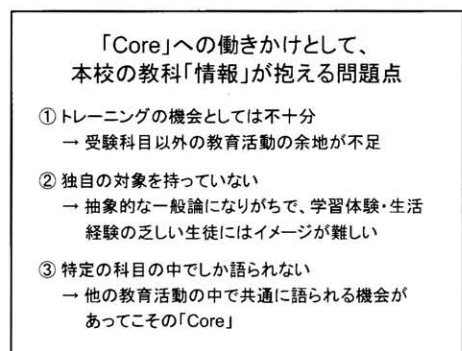 「Core」への働きかけとして、
本校の教科「情報」が抱える問題点
① トレーニングの機会としては不十分
→ 受験科目以外の教育活動の余地が不足
② 独自の対象を持っていない
→ 抽象的な一般論になりがちで、学習体験・生活
経験の乏しい生徒にはイメージが難しい
③ 特定の科目の中でしか語られない
→ 他の教育活動の中で共通に語られる機会が
あってこその「Core」